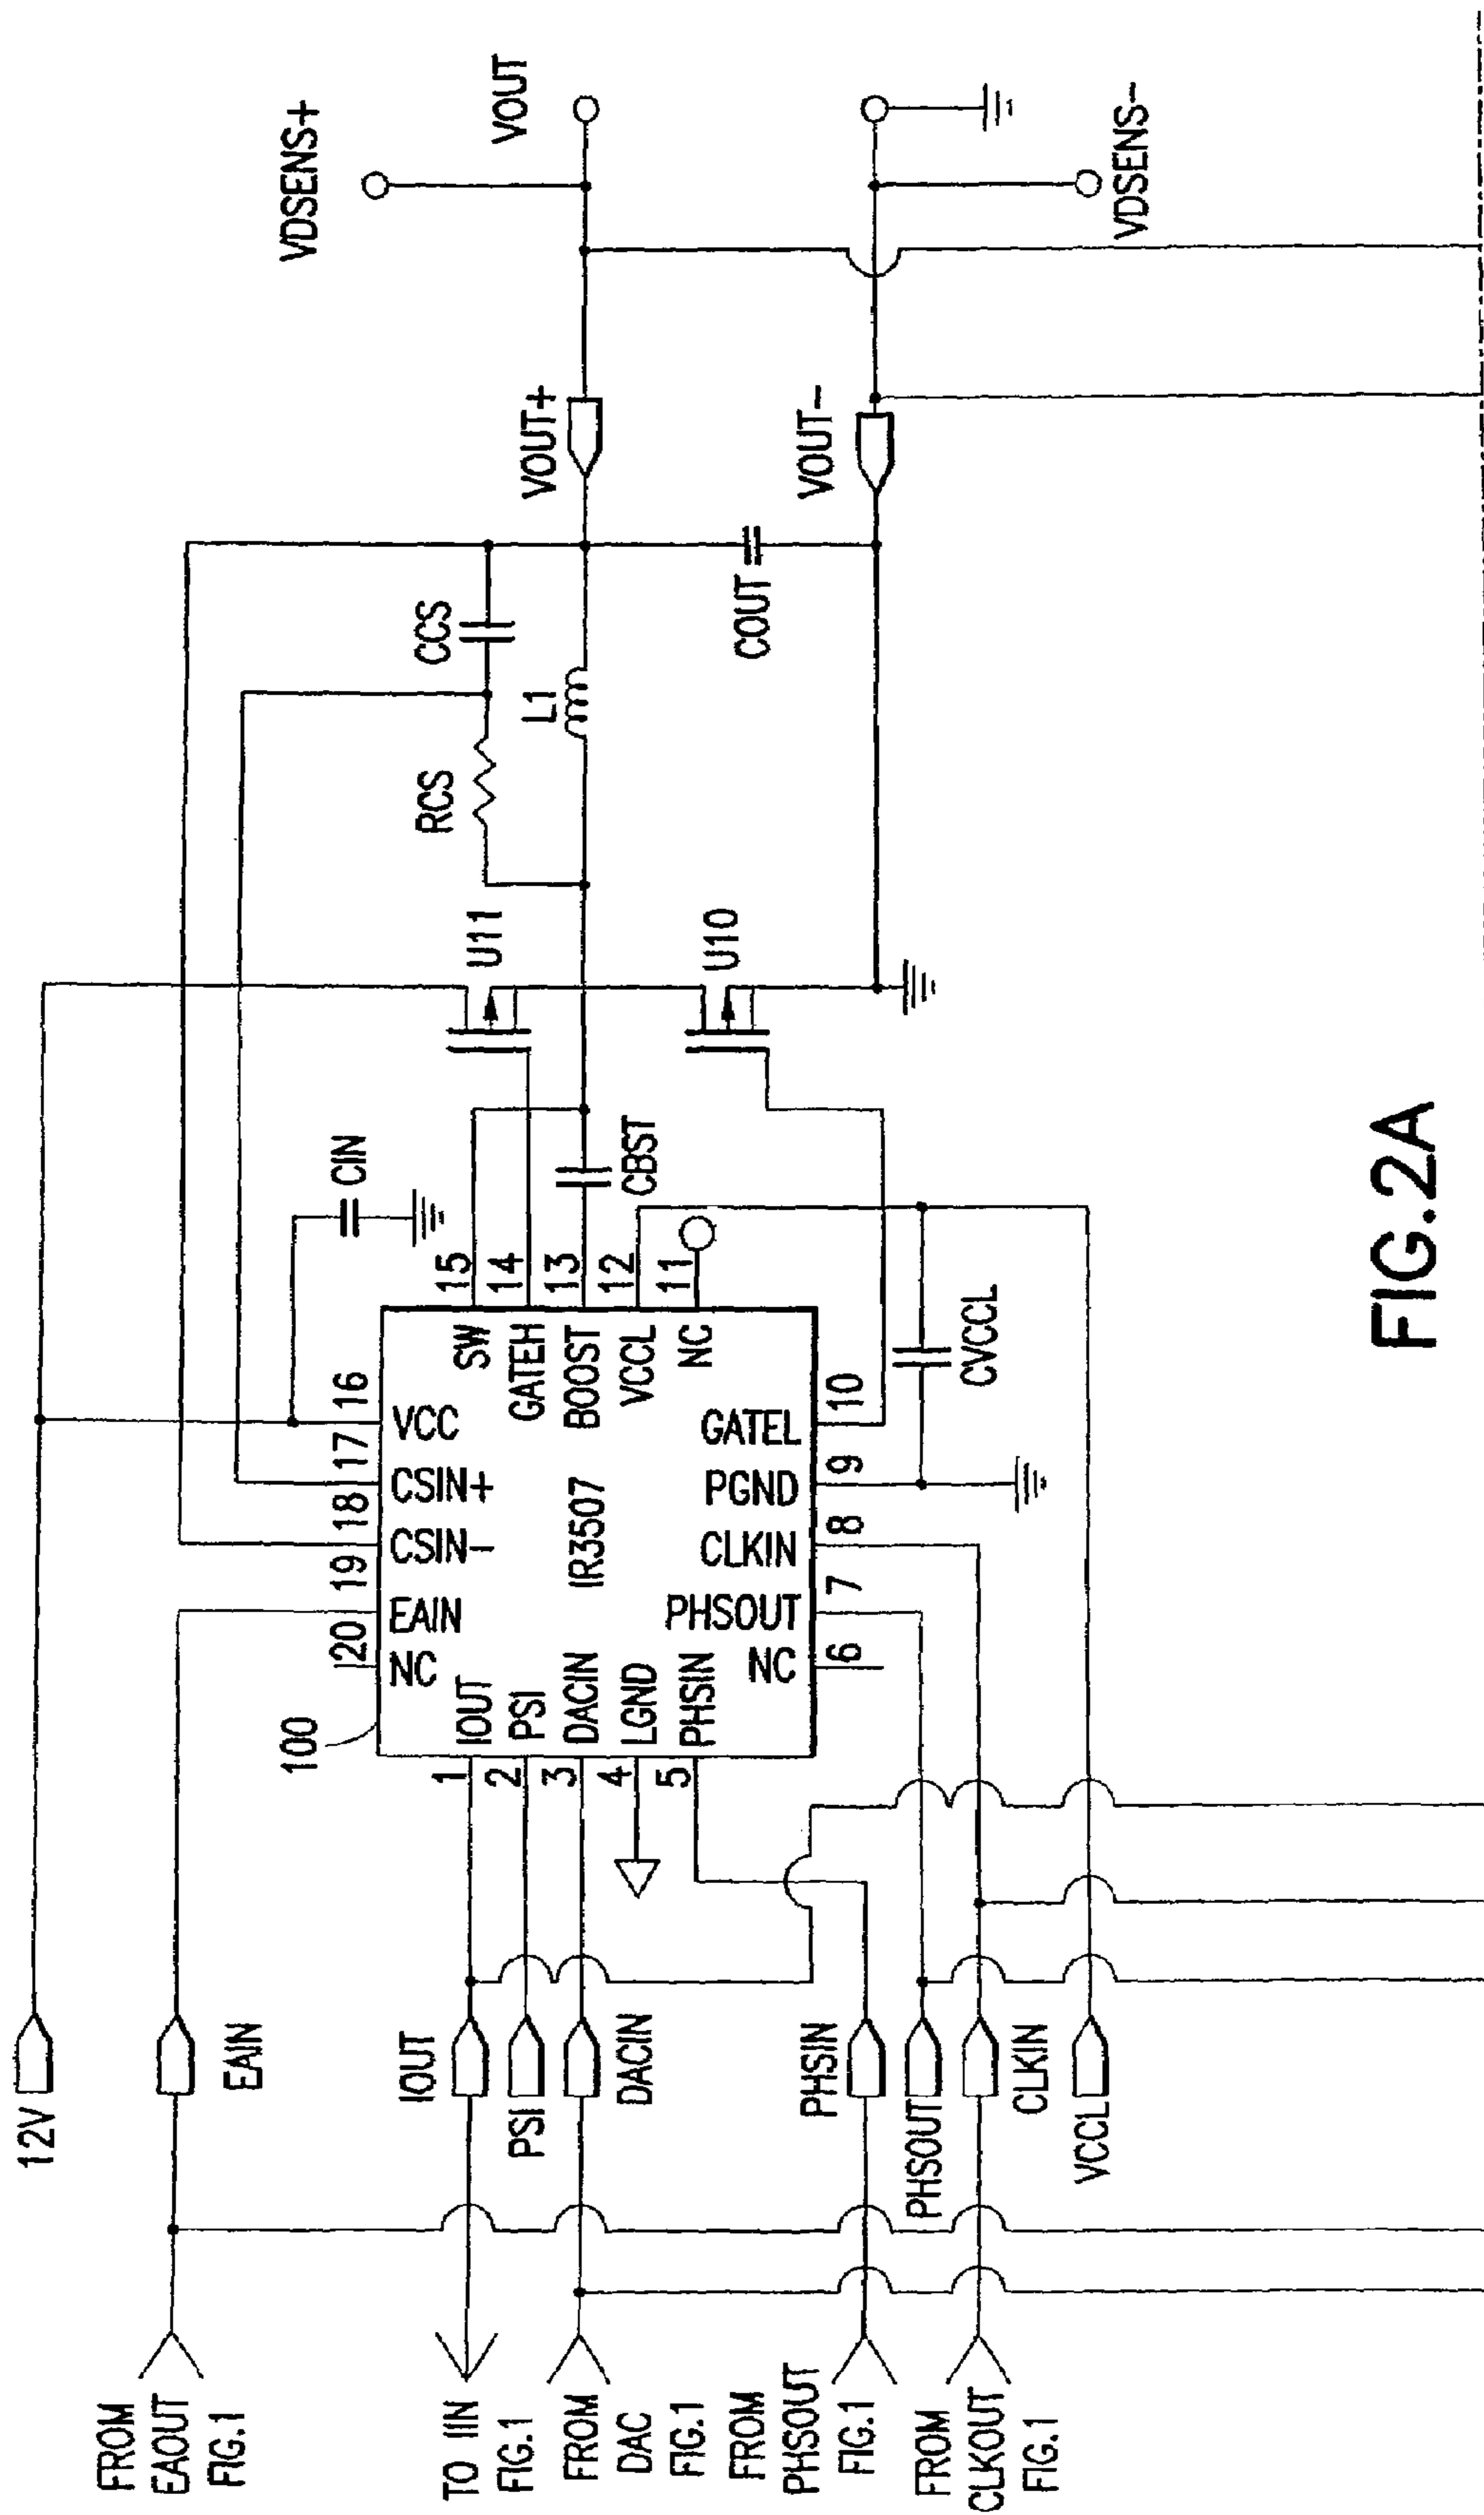 12V
EAIN
FROM
EAOUT
FIG.1
IOUT
TO IIN
FIG.1
PSI
DACIN
FROM
DAC
FIG.1
PHSIN
FROM
PHSOUT
FIG.1
PHSOUT
CLKIN
FROM
CLKOUT
FIG.1
VCCL
100
20
19
18
17
16
NC
EAIN
CSIN-
CSIN+
VCC
1
2
3
4
5
IOUT
PSI
DACIN
LGND
PHSIN
IR3507
SW
GATEH
BOOST
VCCL
NC
15
14
13
12
11
NC
PHSOUT
CLKIN
PGND
GATEL
6
7
8
9
10
CIN
CBST
CVCCL
U11
U10
RCS
CCS
L1
COUT
VOUT+
VOUT-
VDSENS+
VOUT
VDSENS-
FIG.2A